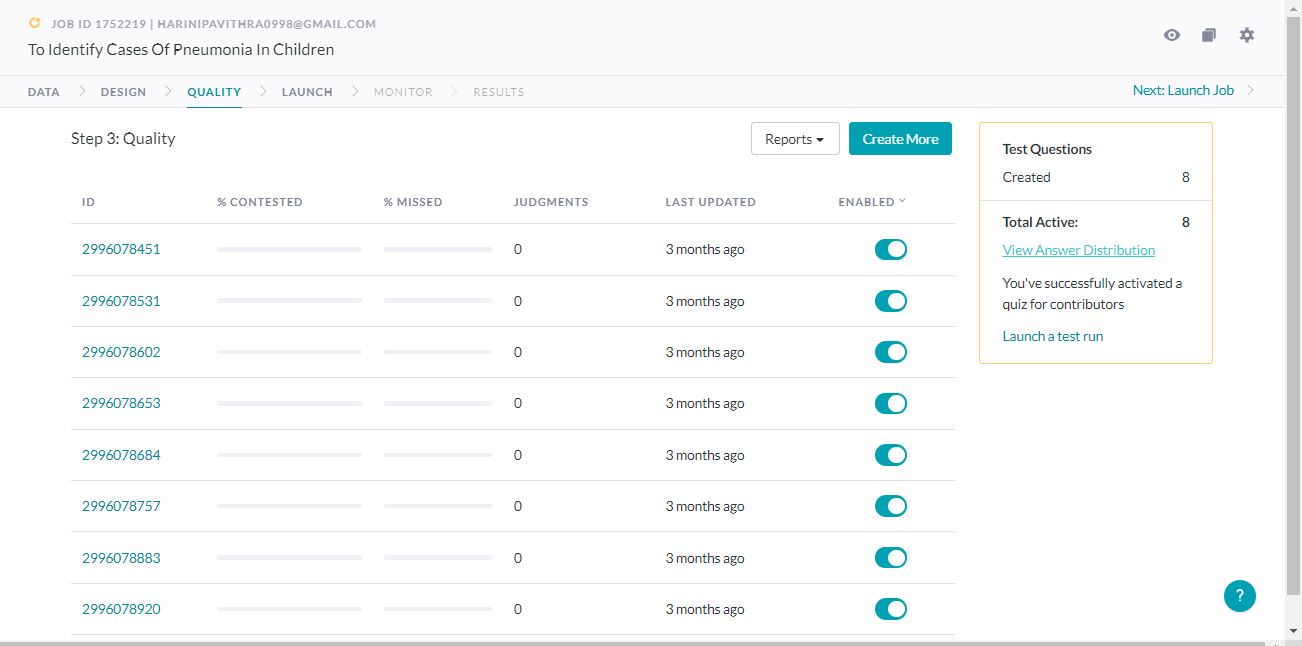 JOB ID 1752219 | HARINIPAVITHRA0998@GMAIL.COM
To Identify Cases Of Pneumonia In Children
DATA DESIGN QUALITY LAUNCH MONITOR RESULTS Next: Launch Job
Step 3: Quality Reports Create More
ID % CONTESTED % MISSED JUDGMENTS LAST UPDATED ENABLED
2996078451 0 3 months ago
2996078531 0 3 months ago
2996078602 0 3 months ago
2996078653 0 3 months ago
2996078684 0 3 months ago
2996078757 0 3 months ago
2996078883 0 3 months ago
2996078920 0 3 months ago
Test Questions
Created 8
Total Active: 8
View Answer Distribution
You've successfully activated a
quiz for contributors
Launch a test run
?